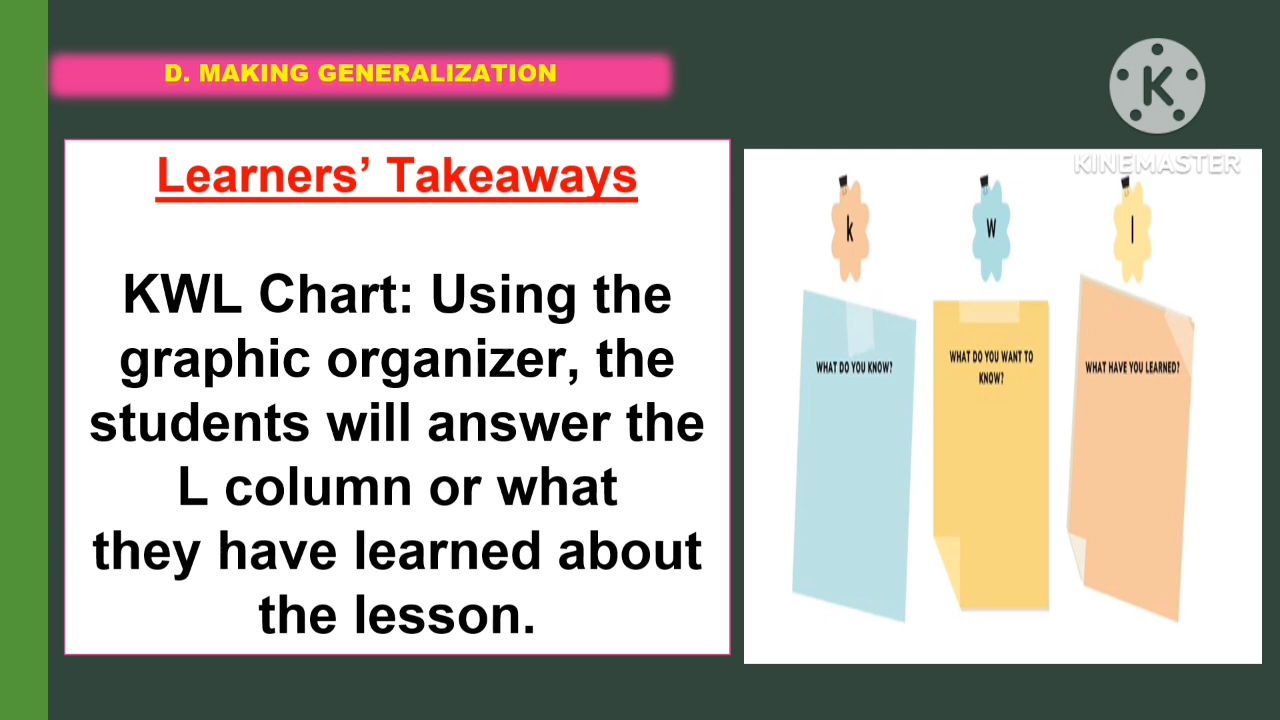 D. MAKING GENERALIZATION
Learners’ Takeaways
KWL Chart: Using the
graphic organizer, the
students will answer the
L column or what
they have learned about
the lesson.
K
KINEMASTER
k
w
l
WHAT DO YOU KNOW?
WHAT DO YOU WANT TO
KNOW?
WHAT HAVE YOU LEARNED?